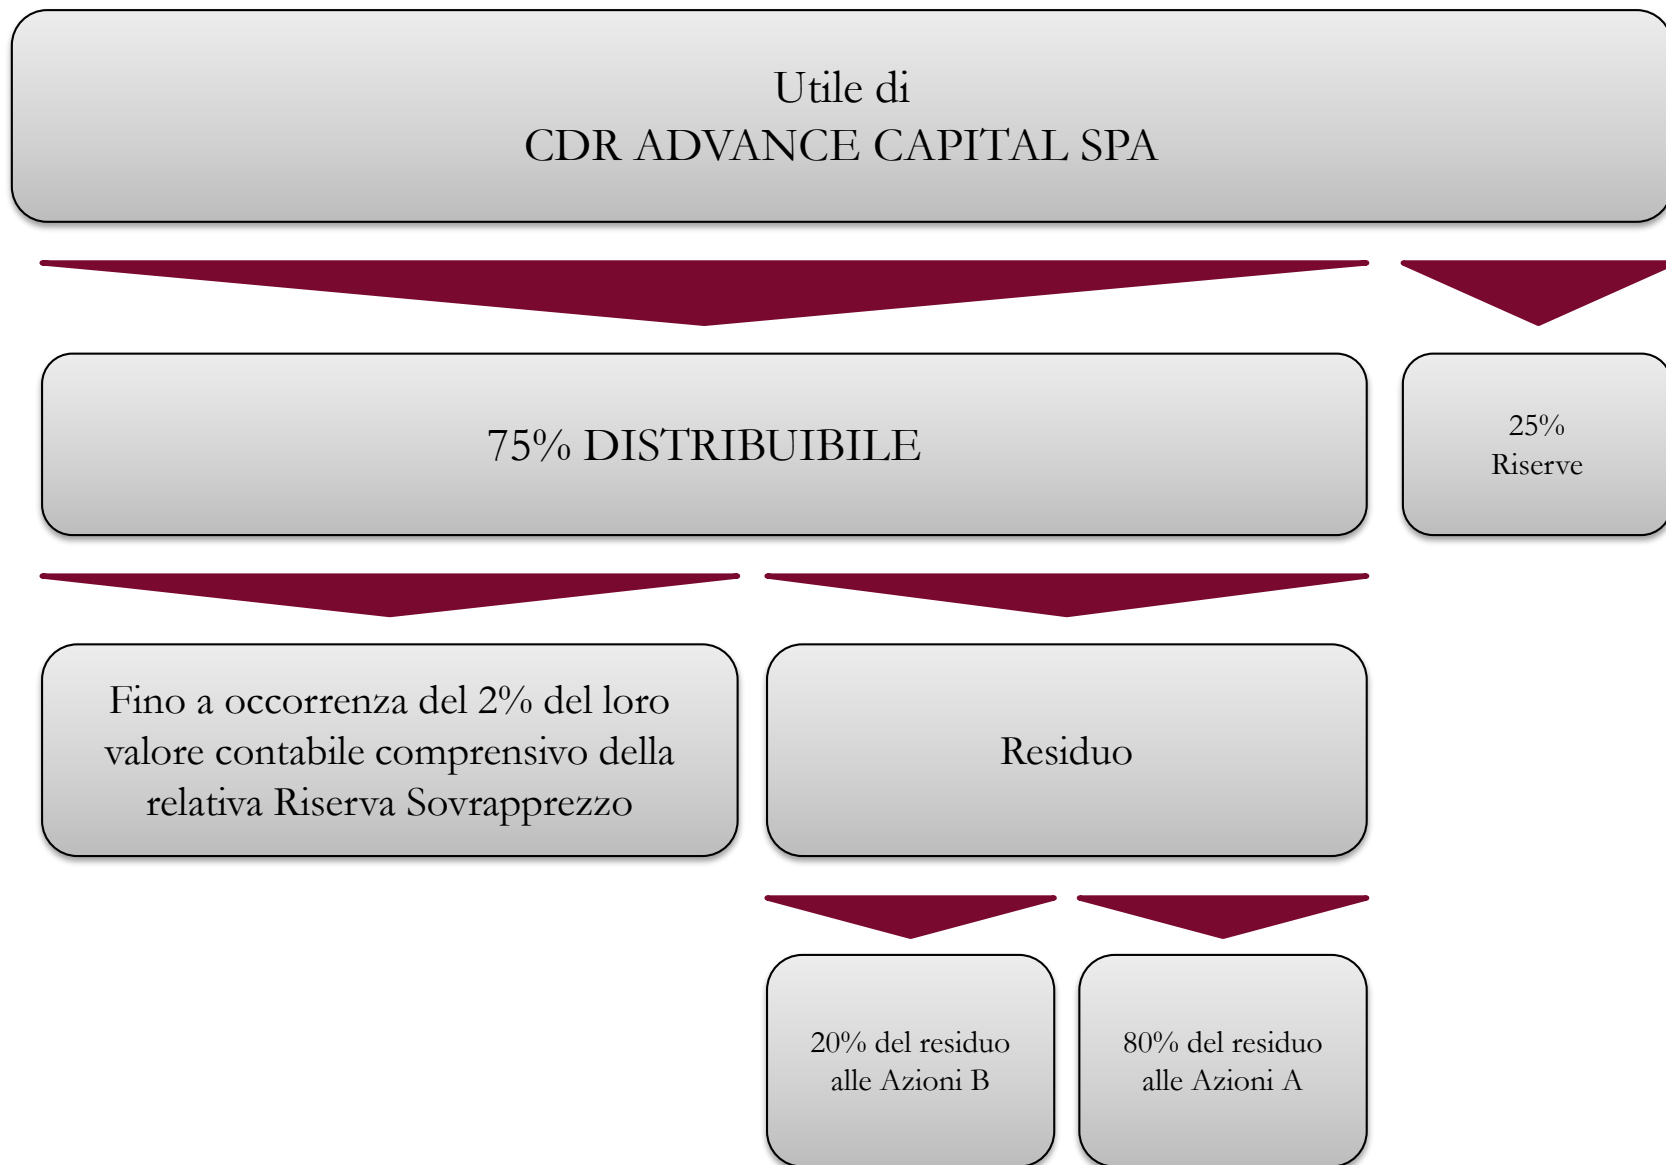 Utile di
CDR ADVANCE CAPITAL SPA
75% DISTRIBUIBILE
25%
Riserve
Fino a occorrenza del 2% del loro
valore contabile comprensivo della
relativa Riserva Sovrapprezzo
Residuo
20% del residuo
alle Azioni B
80% del residuo
alle Azioni A